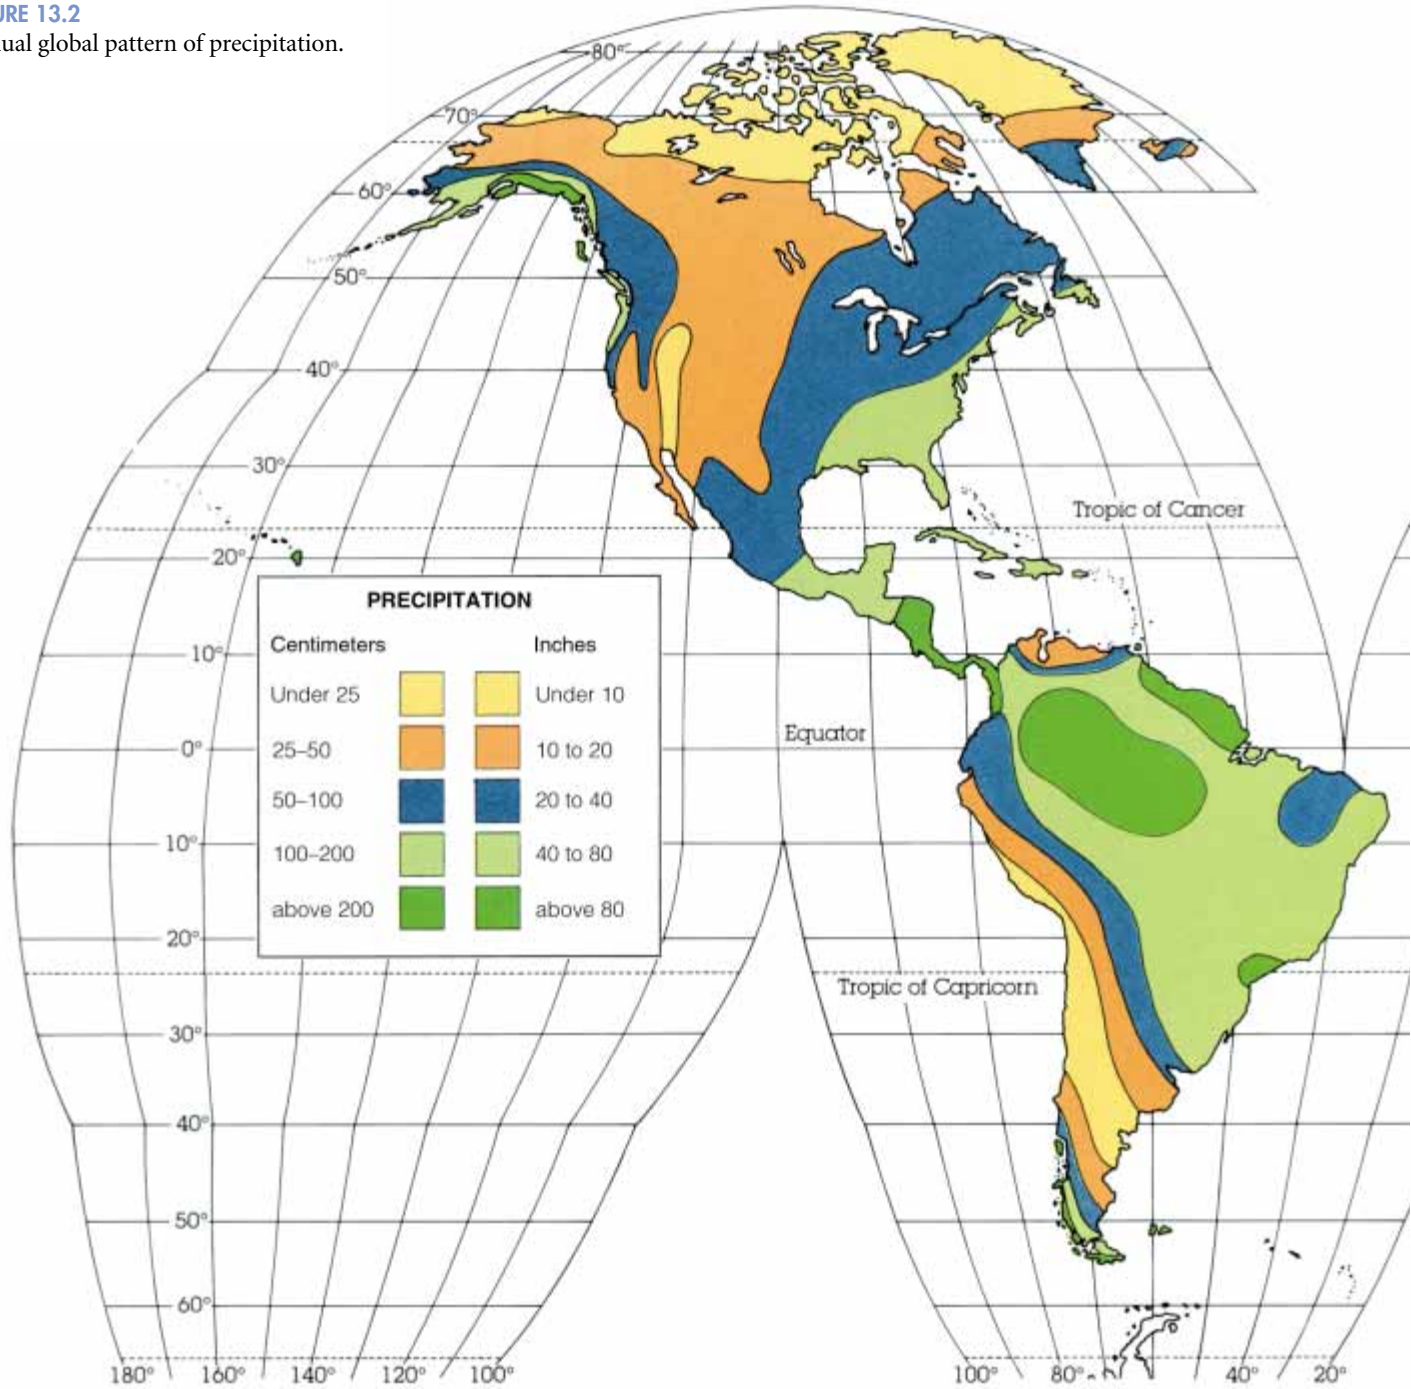 URE 13.2
ual global pattern of precipitation.
80°
70°
60°
50°
40°
30°
Tropic of Cancer
20°
PRECIPITATION
Centimeters Inches
10°
Under 25 Under 10
Equator
0°
25–50 10 to 20
50–100 20 to 40
10°
100–200 40 to 80
above 200 above 80
20°
Tropic of Capricorn
30°
40°
50°
60°
180° 160° 140° 120° 100° 100° 80° 40° 20°